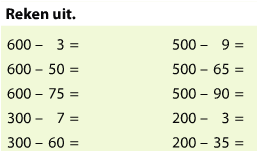 Reken uit.
600 – 3 = 500 – 9 =
600 – 50 = 500 – 65 =
600 – 75 = 500 – 90 =
300 – 7 = 200 – 3 =
300 – 60 = 200 – 35 =